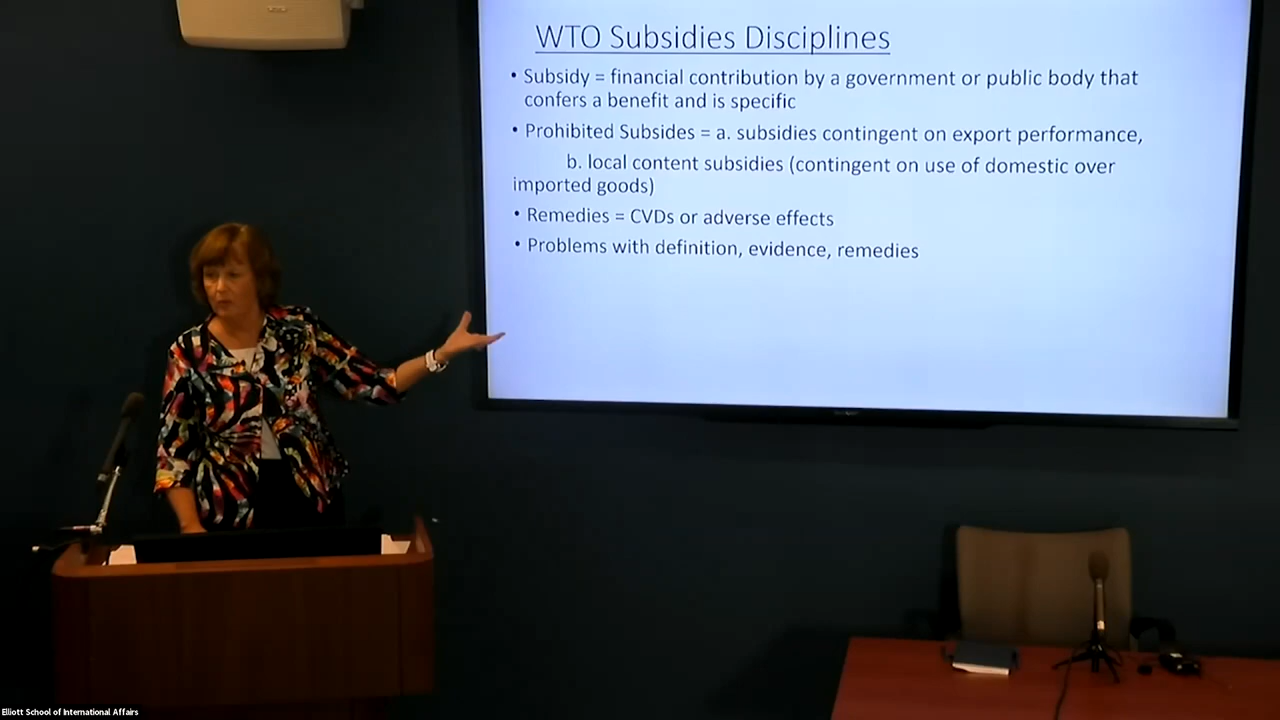 WTO Subsidies Disciplines
• Subsidy = financial contribution by a government or public body that
confers a benefit and is specific
• Prohibited Subsides = a. subsidies contingent on export performance,
b. local content subsidies (contingent on use of domestic over
imported goods)
• Remedies = CVDs or adverse effects
• Problems with definition, evidence, remedies
Elliott School of International Affairs